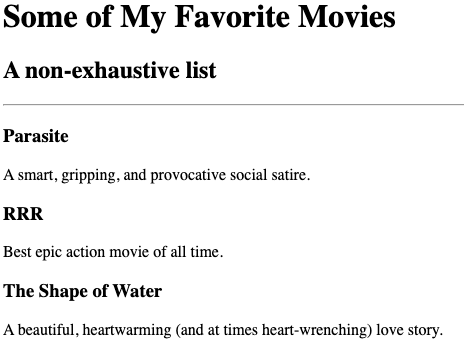 Some of My Favorite Movies
A non-exhaustive list
Parasite
A smart, gripping, and provocative social satire.
RRR
Best epic action movie of all time.
The Shape of Water
A beautiful, heartwarming (and at times heart-wrenching) love story.